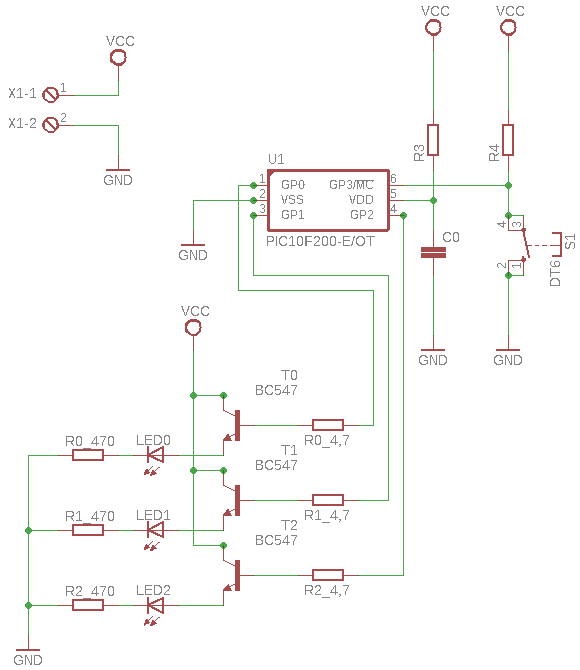 VCC
VCC
VCC
X1-1
1
X1-2
2
GND
R3
R4
U1
1
GP0
GP3/MC
6
2
VSS
VDD
5
3
GP1
GP2
4
PIC10F200-E/OT
GND
C0
4
3
2
1
S1
DT6
GND
GND
VCC
T0
BC547
R0_470
LED0
R0_4,7
T1
BC547
R1_470
LED1
R1_4,7
T2
BC547
R2_470
LED2
R2_4,7
GND